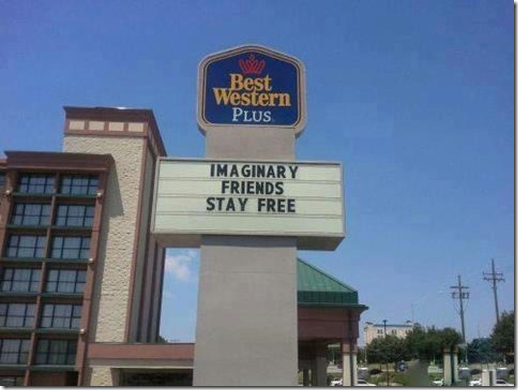 Best
Western
PLUS
IMAGINARY
FRIENDS
STAY FREE